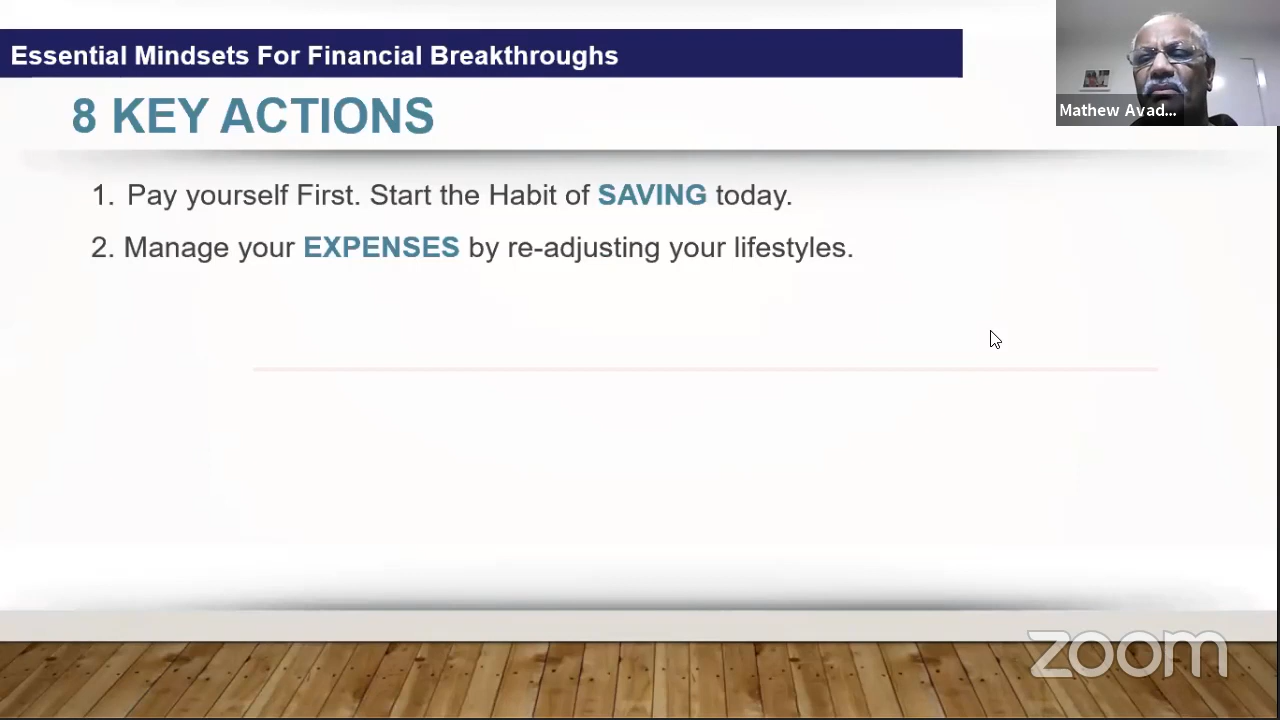 Essential Mindsets For Financial Breakthroughs
Mathew Avad...
8 KEY ACTIONS
1. Pay yourself First. Start the Habit of SAVING today.
2. Manage your EXPENSES by re-adjusting your lifestyles.
zoom